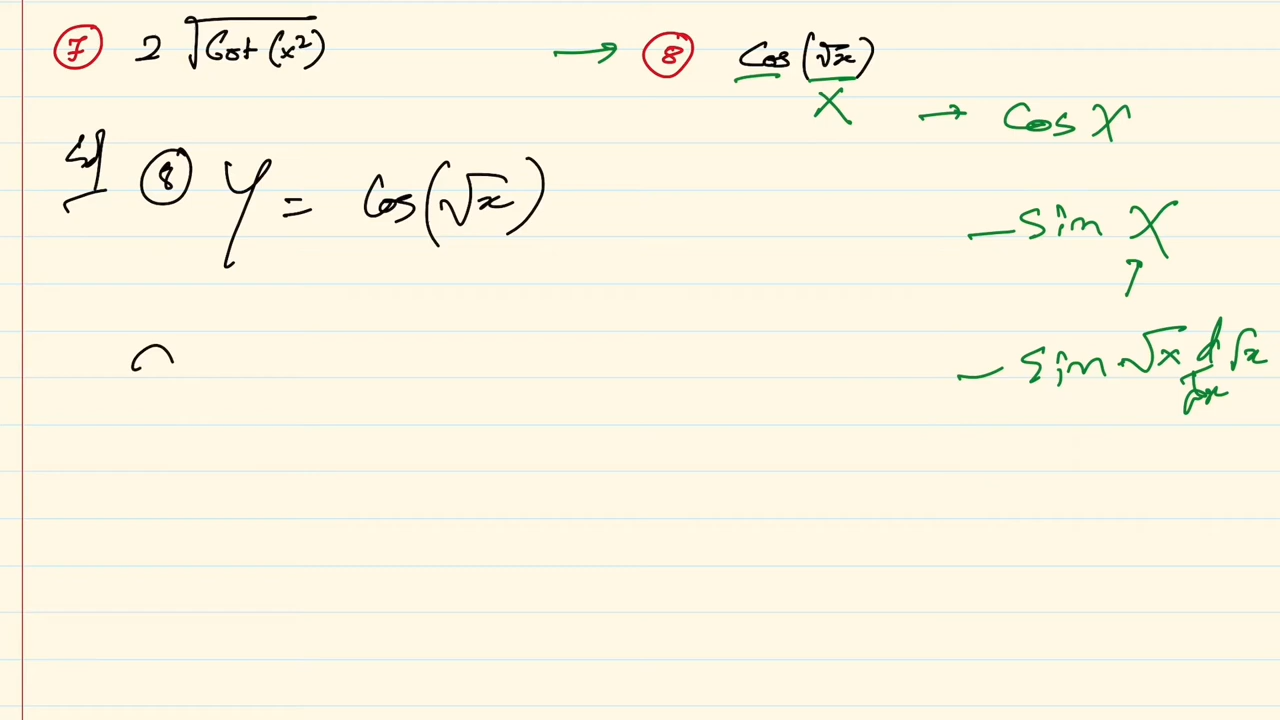 ⑦ 2 √Cot (x²) → ⑧ Cos (√x)
X → Cos X
Sol ⑧ y = Cos (√x)
— Sin X
↑
— Sin √x d/dx √x